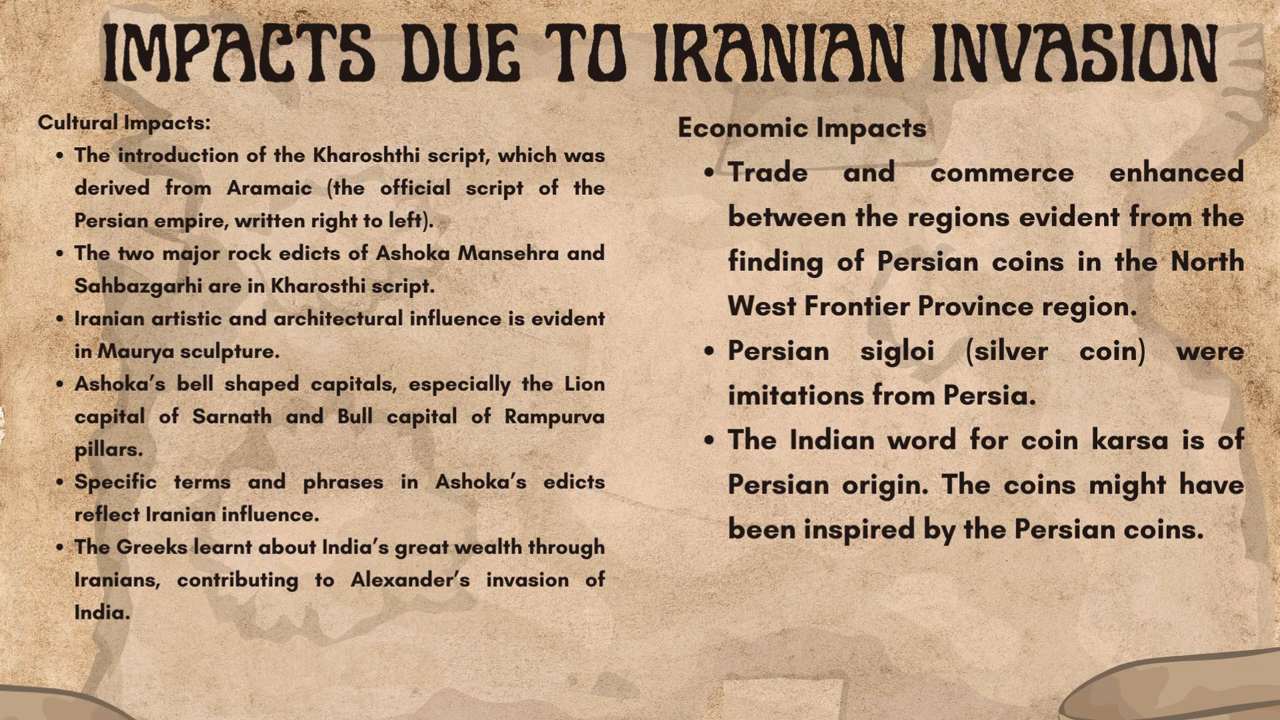 IMPACTS DUE TO IRANIAN INVASION
Cultural Impacts:
• The introduction of the Kharoshthi script, which was
derived from Aramaic (the official script of the
Persian empire, written right to left).
• The two major rock edicts of Ashoka Mansehra and
Sahbazgarhi are in Kharosthi script.
• Iranian artistic and architectural influence is evident
in Maurya sculpture.
• Ashoka's bell shaped capitals, especially the Lion
capital of Sarnath and Bull capital of Rampurva
pillars.
• Specific terms and phrases in Ashoka's edicts
reflect Iranian influence.
• The Greeks learnt about India's great wealth through
Iranians, contributing to Alexander's invasion of
India.
Economic Impacts
• Trade and commerce enhanced
between the regions evident from the
finding of Persian coins in the North
West Frontier Province region.
• Persian sigloi (silver coin) were
imitations from Persia.
• The Indian word for coin karsa is of
Persian origin. The coins might have
been inspired by the Persian coins.